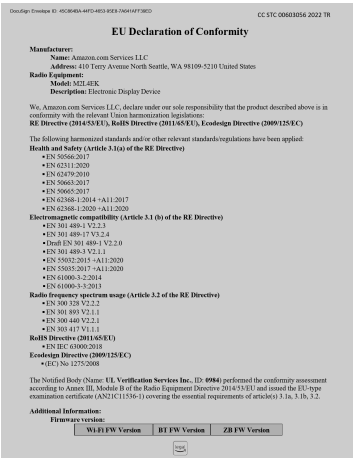 DocuSign Envelope ID: 45C884BA-44FD-4653-95E8-7A041AFF39E0
CC STC 00603056 2022 TR
EU Declaration of Conformity
Manufacturer:
Name: Amazon.com Services LLC
Address: 410 Terry Avenue North Seattle, WA 98109-5210 United States
Radio Equipment:
Model: M2L4EK
Description: Electronic Display Device
We, Amazon.com Services LLC, declare under our sole responsibility that the product described above is in
conformity with the relevant Union harmonization legislations:
RE Directive (2014/53/EU), RoHS Directive (2011/65/EU), Ecodesign Directive (2009/125/EC)
The following harmonized standards and/or other relevant standards/regulations have been applied:
Health and Safety (Article 3.1(a) of the RE Directive)
▪ EN 50566:2017
▪ EN 62311:2020
▪ EN 62479:2010
▪ EN 50663:2017
▪ EN 50665:2017
▪ EN 62368-1:2014 +A11:2017
▪ EN 62368-1:2020 +A11:2020
Electromagnetic compatibility (Article 3.1 (b) of the RE Directive)
▪ EN 301 489-1 V2.2.3
▪ EN 301 489-17 V3.2.4
▪ Draft EN 301 489-1 V2.2.0
▪ EN 301 489-3 V2.1.1
▪ EN 55032:2015 +A11:2020
▪ EN 55035:2017 +A11:2020
▪ EN 61000-3-2:2014
▪ EN 61000-3-3:2013
Radio frequency spectrum usage (Article 3.2 of the RE Directive)
▪ EN 300 328 V2.2.2
▪ EN 301 893 V2.1.1
▪ EN 300 440 V2.2.1
▪ EN 303 417 V1.1.1
RoHS Directive (2011/65/EU)
▪ EN IEC 63000:2018
Ecodesign Directive (2009/125/EC)
▪ (EC) No 1275/2008
The Notified Body (Name: UL Verification Services Inc., ID: 0984) performed the conformity assessment
according to Annex III, Module B of the Radio Equipment Directive 2014/53/EU and issued the EU-type
examination certificate (AN21C11536-1) covering the essential requirements of article(s) 3.1a, 3.1b, 3.2.
Additional Information:
Firmware version:
Wi-Fi FW Version BT FW Version ZB FW Version